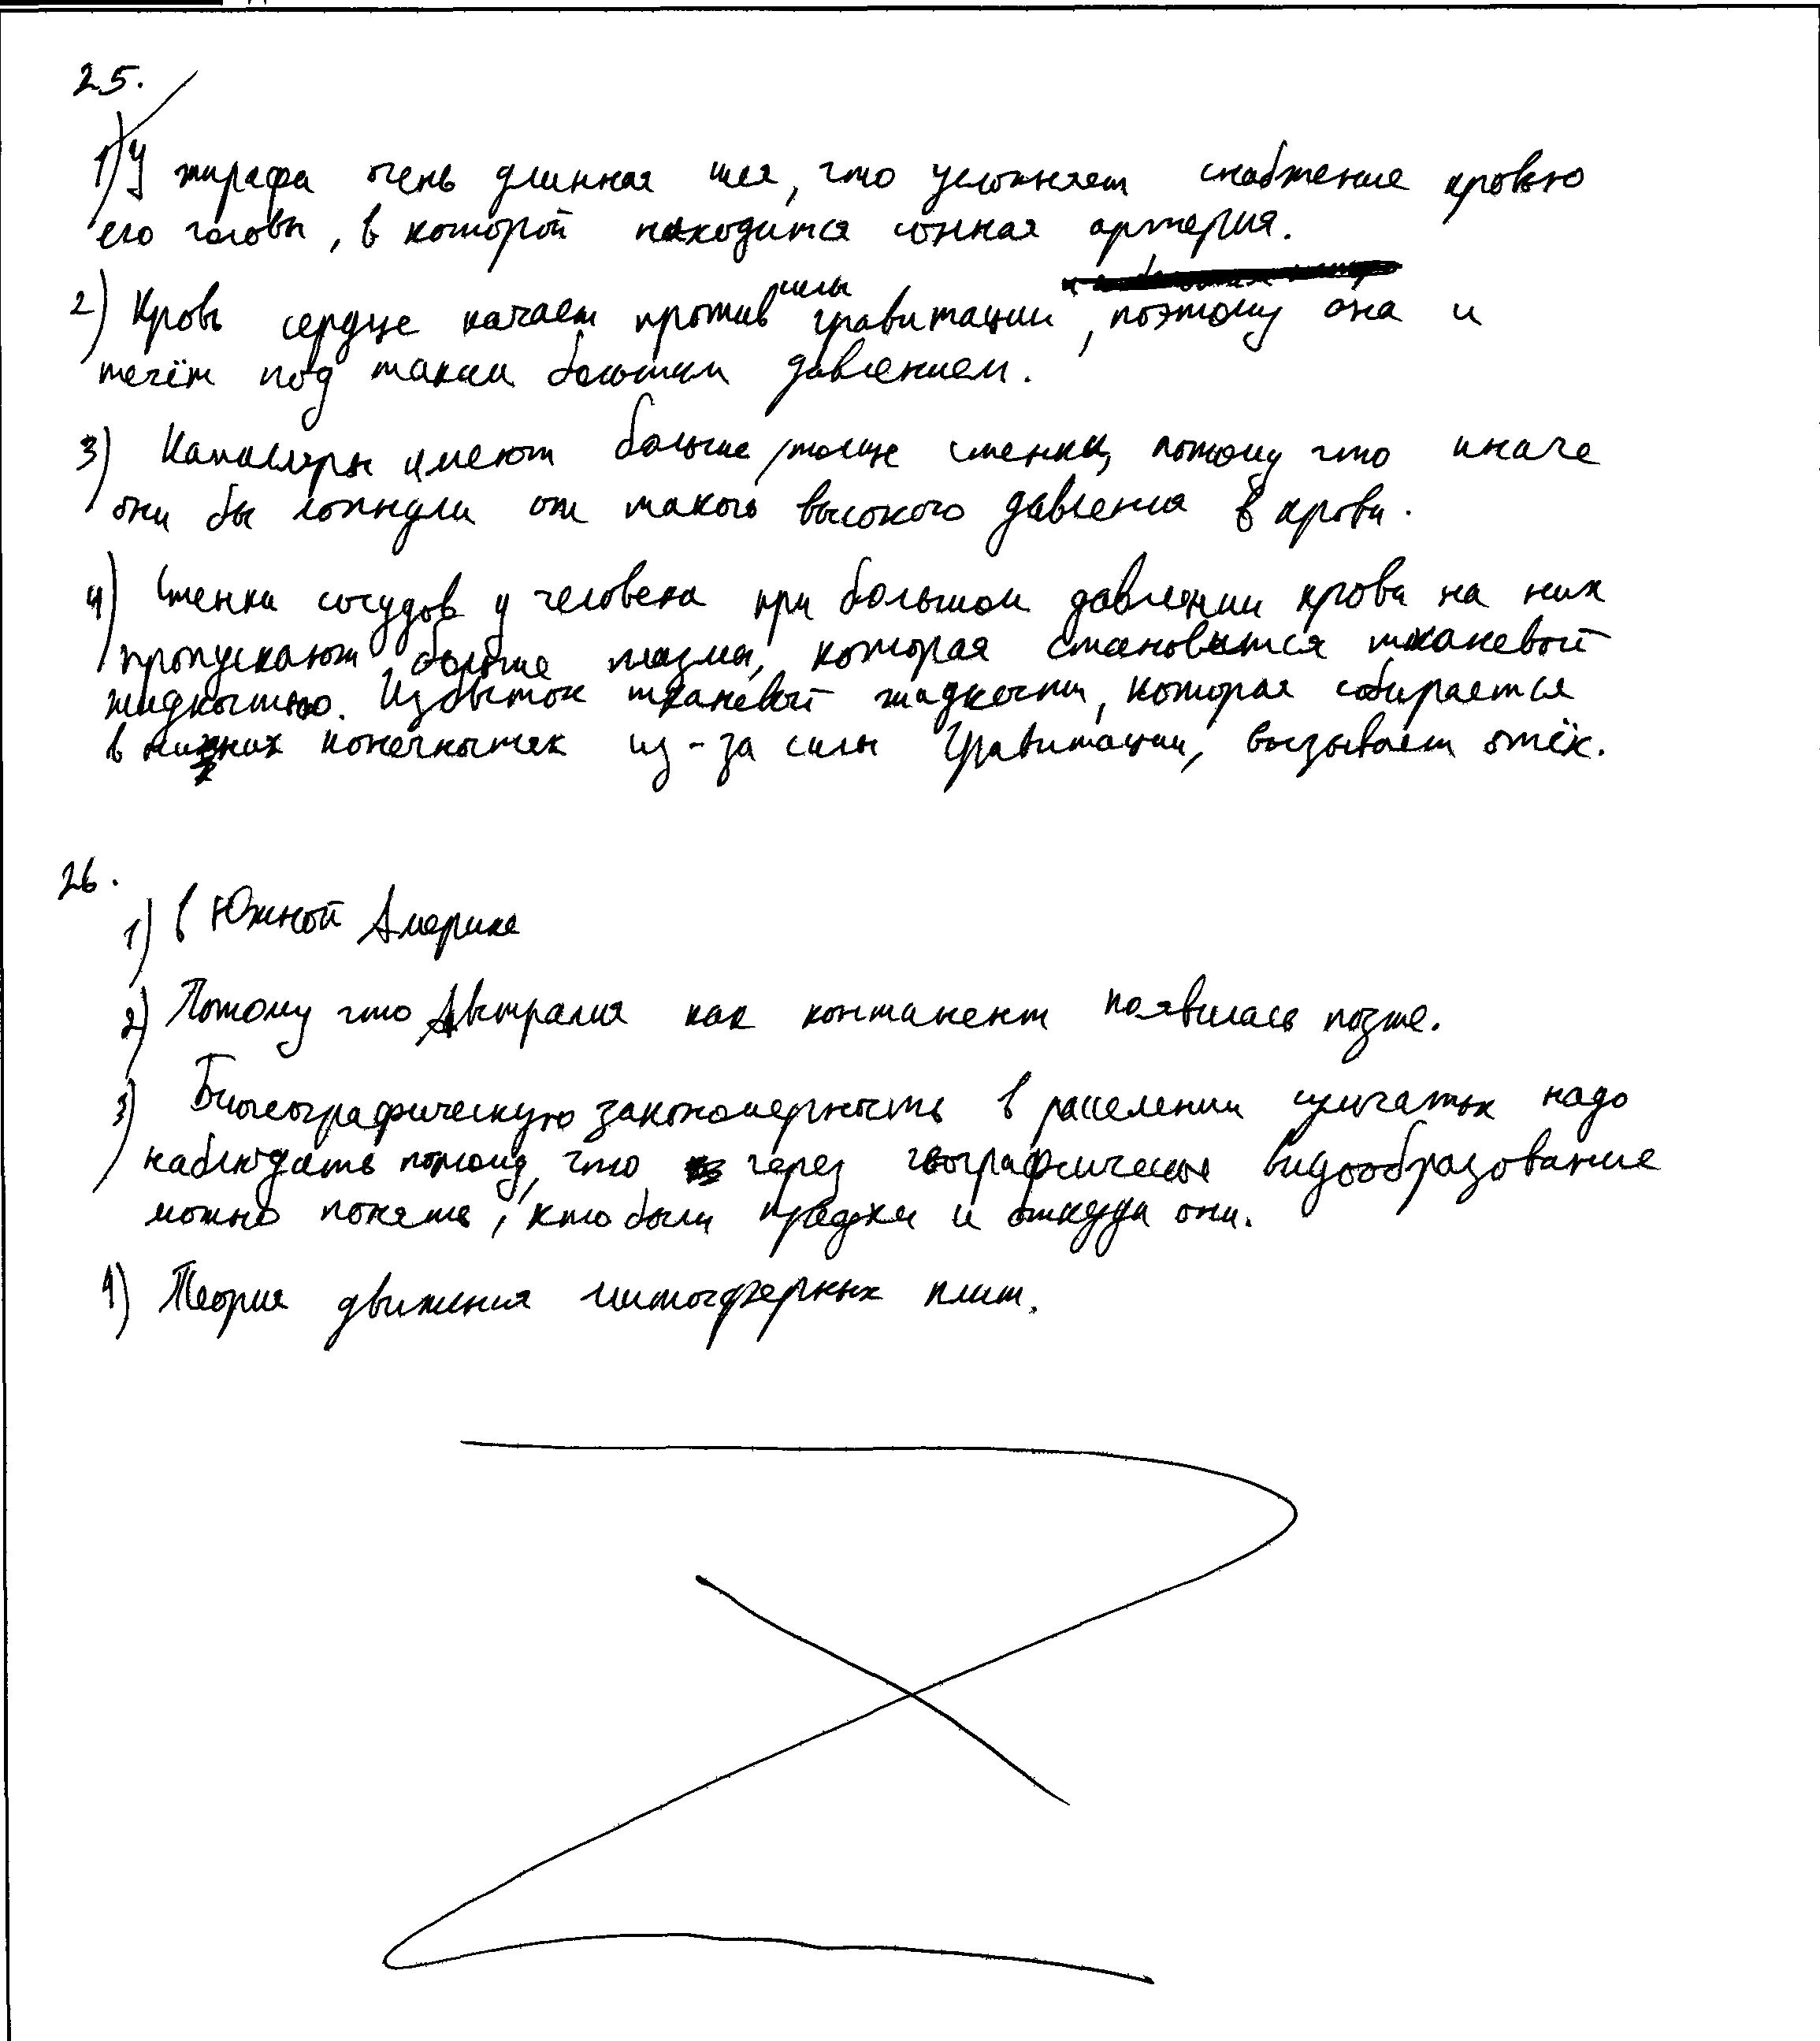 25.
1) У жирафа очень длинная шея, что усложняет снабжение кровью
его головы, в которой находится сонная артерия.
2) Кровь сердце качает против силы гравитации, поэтому она и
течёт под таким большим давлением.
3) Капилляры имеют больше/толще стенки, потому что иначе
они бы лопнули от такого высокого давления в крови.
4) Стенки сосудов у человека при большом давлении крови на них
пропускают больше плазмы, которая становится тканевой
жидкостью. Избыток тканевой жидкости, которая собирается
в нижних конечностях из-за силы гравитации, вызывает отёк.
26.
1) в Южной Америке
2) Потому что Австралия как континент появилась позже.
3) Биогеографическую закономерность в расселении сумчатых надо
наблюдать потому, что через географическое видообразование
можно понять, кто были предки и откуда они.
4) Теория движения литосферных плит.